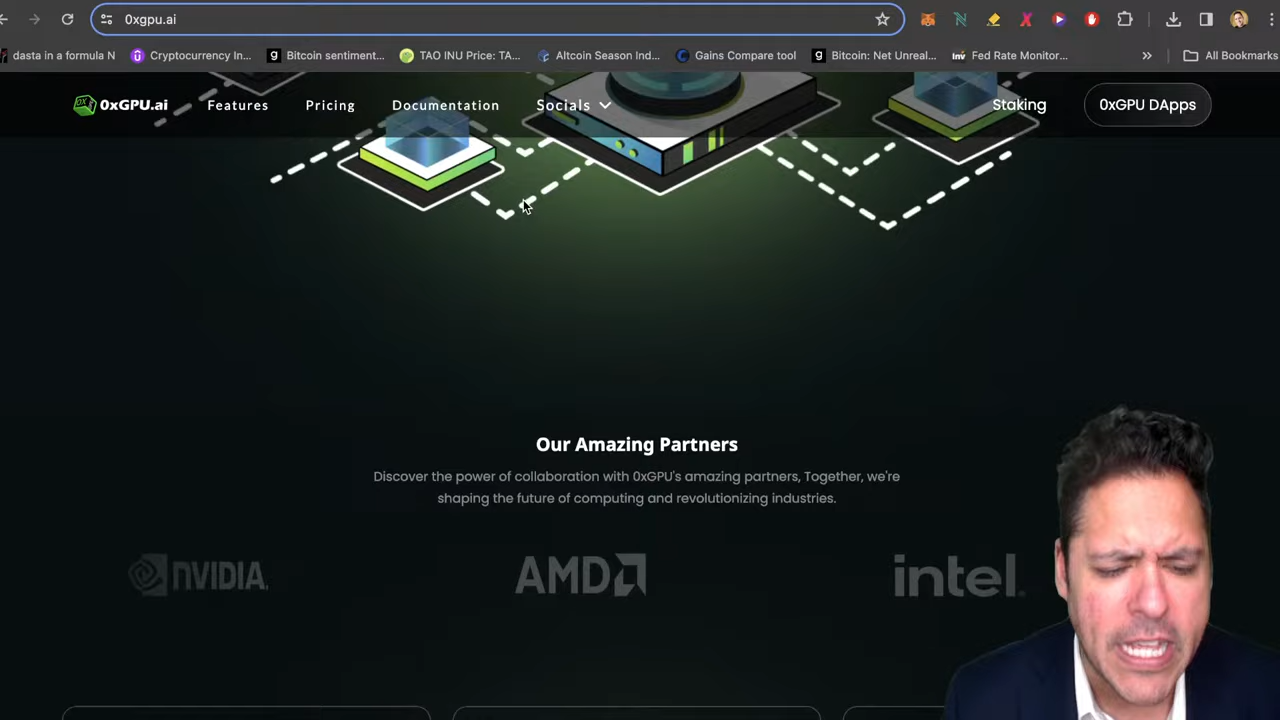 0xgpu.ai
dasta in a formula N
Cryptocurrency In...
Bitcoin sentiment...
TAO INU Price: TA...
Altcoin Season Ind...
Gains Compare tool
Bitcoin: Net Unreal...
Inv Fed Rate Monitor...
All Bookmarks
0xGPU.ai
Features
Pricing
Documentation
Socials
Staking
0xGPU DApps
Our Amazing Partners
Discover the power of collaboration with 0xGPU's amazing partners, Together, we're
shaping the future of computing and revolutionizing industries.
NVIDIA.
AMD
intel.